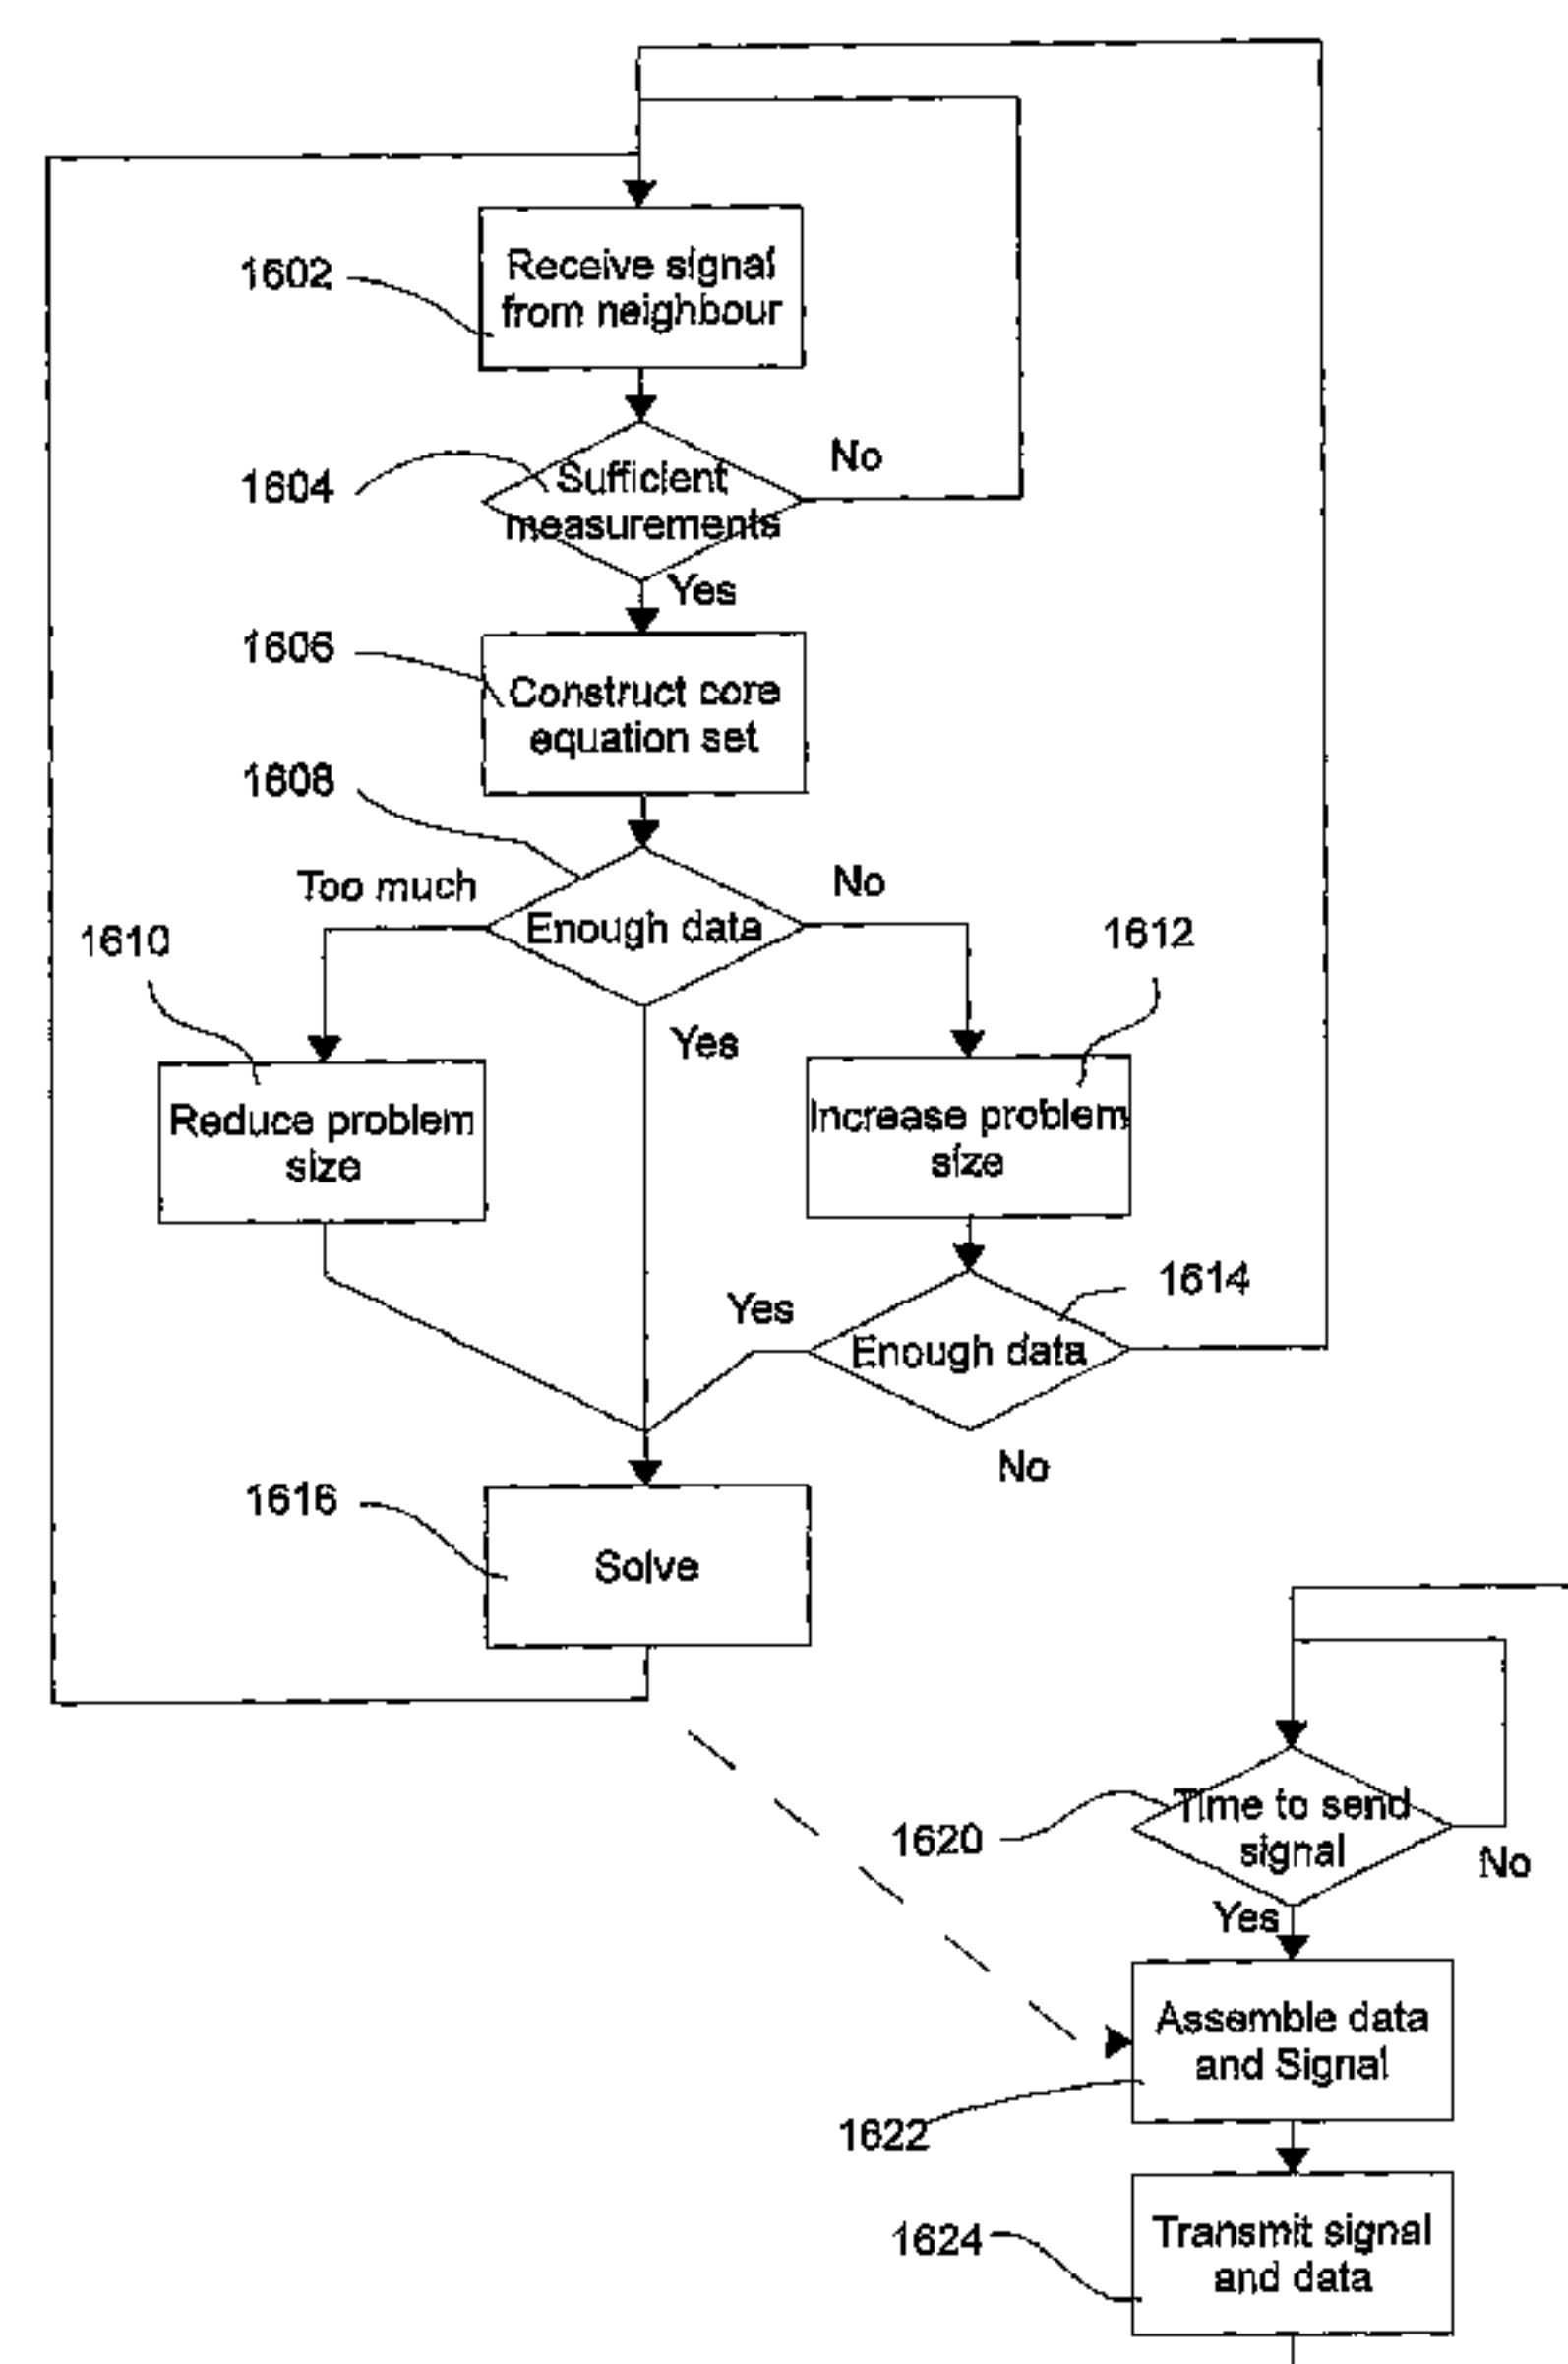 1602
Receive signal
from neighbour
1604
Sufficient
measurements
No
Yes
1606
Construct core
equation set
1608
Too much
Enough data
No
1610
1612
Yes
Reduce problem
size
Increase problem
size
1614
Yes
Enough data
No
1616
Solve
1620
Time to send
signal
No
Yes
Assemble data
and Signal
1622
1624
Transmit signal
and data